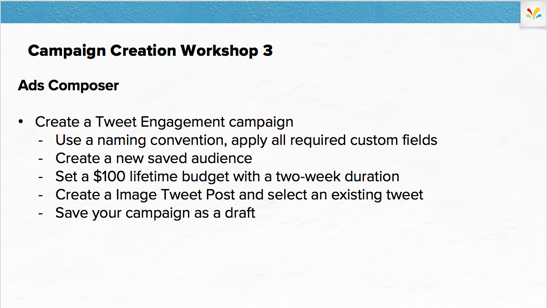 Campaign Creation Workshop 3
Ads Composer
• Create a Tweet Engagement campaign
- Use a naming convention, apply all required custom fields
- Create a new saved audience
- Set a $100 lifetime budget with a two-week duration
- Create a Image Tweet Post and select an existing tweet
- Save your campaign as a draft